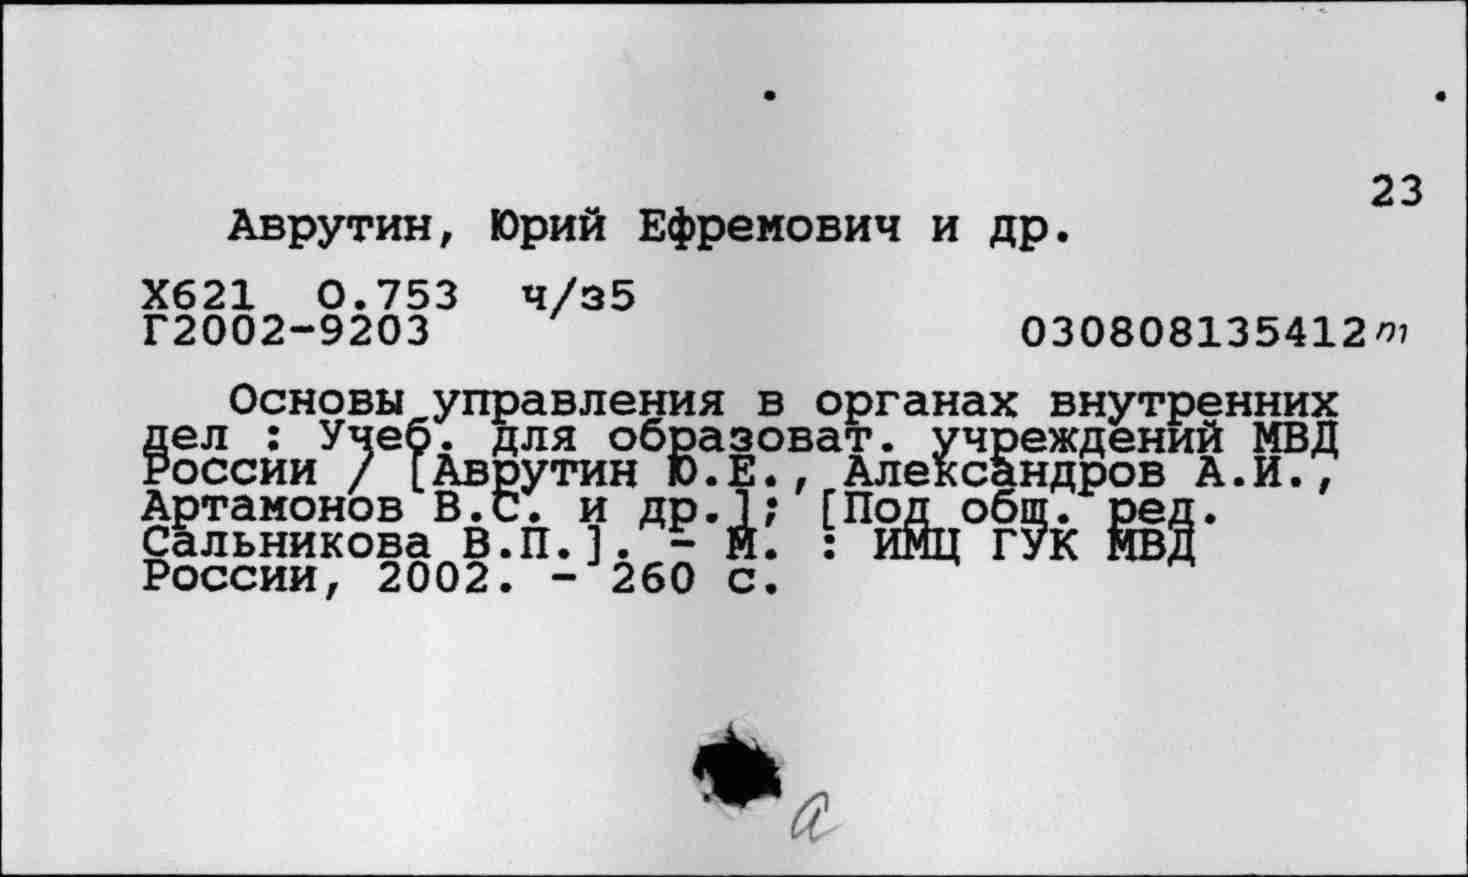 23
Аврутин, Юрий Ефремович и др.
Х621 О.753 ч/з5
Г2002-9203 030808135412m
Основы управления в органах внутренних
дел : Учеб. для образоват. учреждений МВД
России / [Аврутин Ю.Е., Александров А.И.,
Артамонов В.С. и др.]; [Под общ. ред.
Сальникова В.П.]. - М. : ИМЦ ГУК МВД
России, 2002. - 260 с.
а